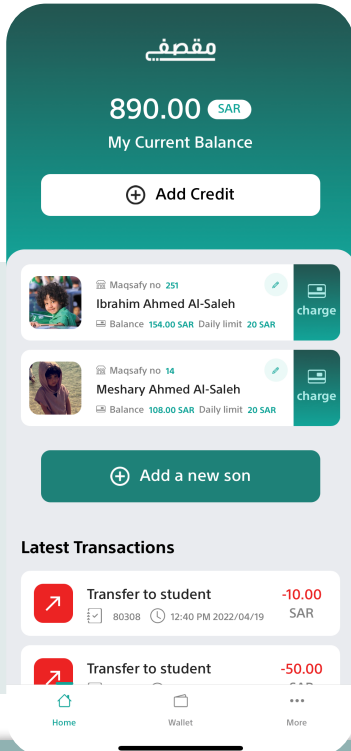 مقصفي
890.00 SAR
My Current Balance
Add Credit
Maqsafy no 251
Ibrahim Ahmed Al-Saleh
Balance 154.00 SAR Daily limit 20 SAR
charge
Maqsafy no 14
Meshary Ahmed Al-Saleh
Balance 108.00 SAR Daily limit 20 SAR
charge
Add a new son
Latest Transactions
Transfer to student -10.00
80308 12:40 PM 2022/04/19 SAR
Transfer to student -50.00
Home Wallet More